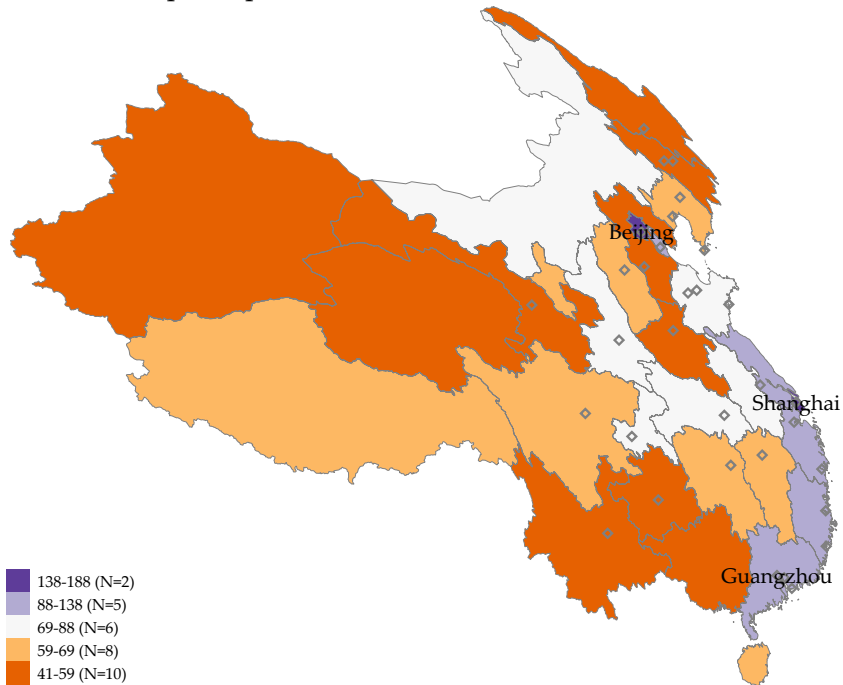 Beijing
Shanghai
Guangzhou
138-188 (N=2)
88-138 (N=5)
69-88 (N=6)
59-69 (N=8)
41-59 (N=10)